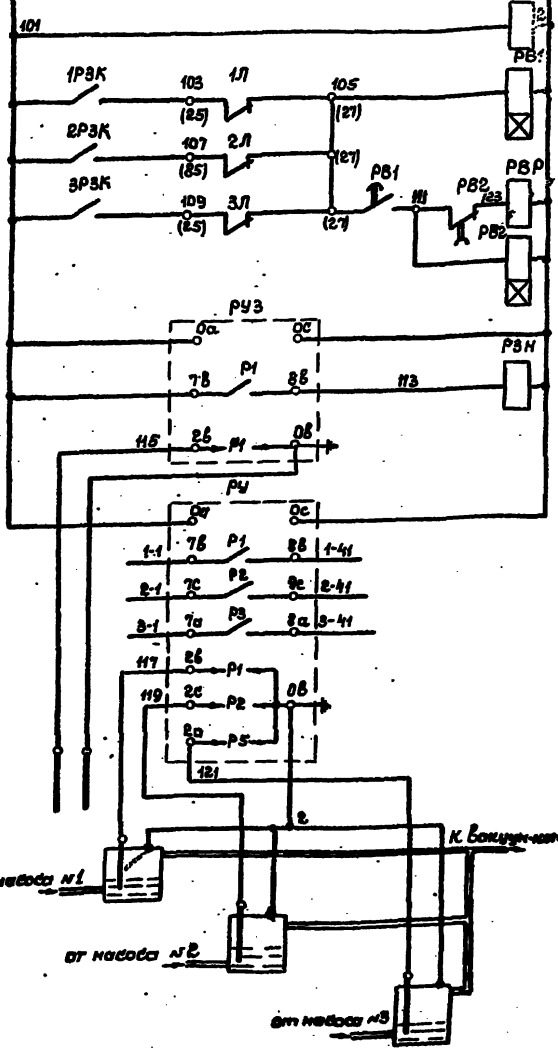 101
РВ1
1РЗК 103 1Л 105
(25) (27)
2РЗК 107 2Л
(85) (27)
РВ1 РВ2 РВР
3РЗК 109 3Л 111 123
(25) (27) РВ2
РУЗ
0а 0с
РЗН
7в Р1 8в 113
115 2в Р1 0в
РУ
0а 0с
1-1 7в Р1 8в 1-41
2-1 7с Р2 8с 2-41
3-1 7а Р3 8а 3-41
117 2в Р1
119 2с Р2 0в
2а Р3
121
2
К вакуум-
насоса №1
от насоса №2
от насоса №3